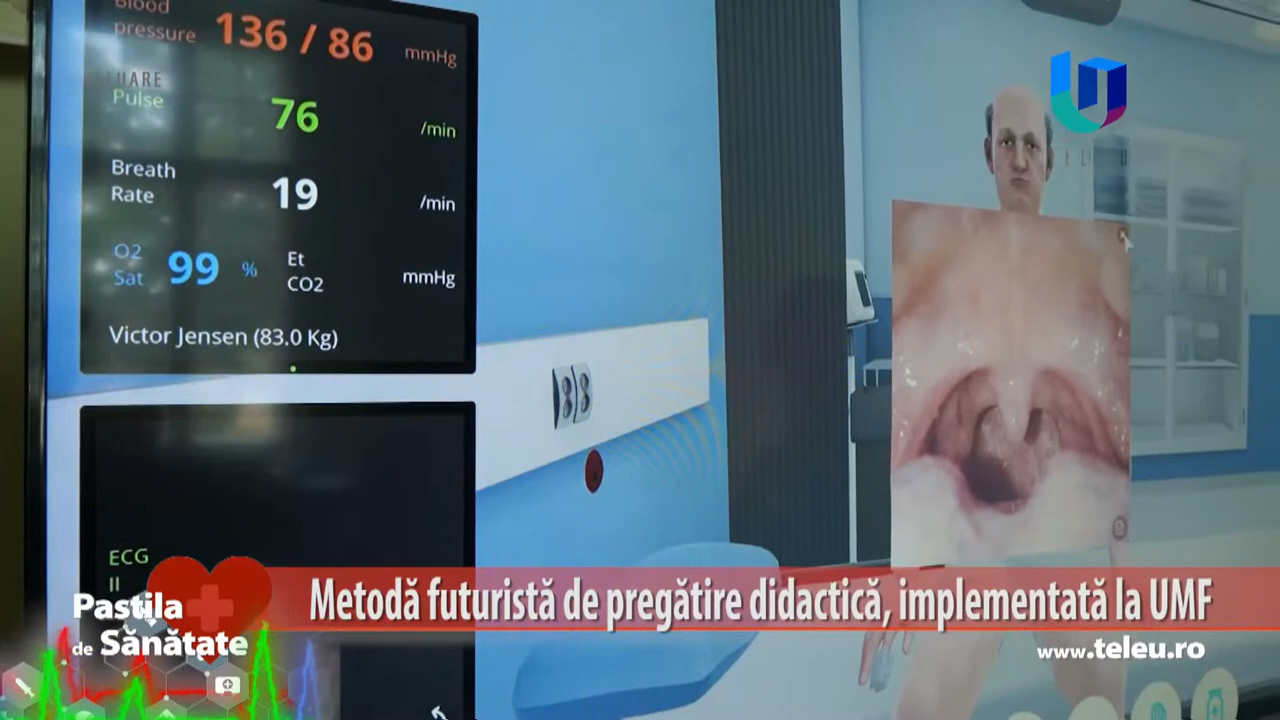 Blood
pressure 136 / 86 mmHg
Pulse 76 /min
Breath
Rate 19 /min
O2
Sat 99 % Et
CO2 mmHg
Victor Jensen (83.0 Kg)
ECG
II
Metodă futuristă de pregătire didactică, implementată la UMF
Pastila
de Sănătate
www.teleu.ro